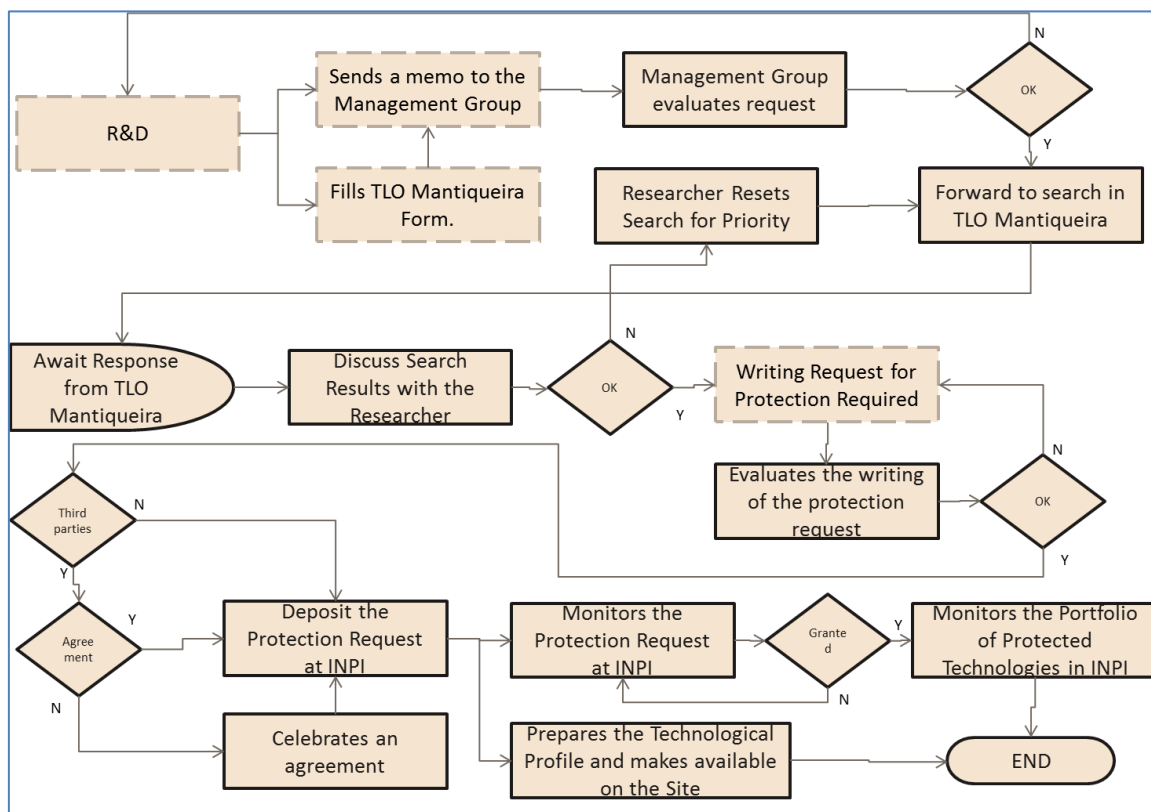 N
Sends a memo to the
Management Group
Management Group
evaluates request
OK
R&D
Y
Fills TLO Mantiqueira
Form.
Researcher Resets
Search for Priority
Forward to search in
TLO Mantiqueira
N
Await Response
from TLO
Mantiqueira
Discuss Search
Results with the
Researcher
OK
Y
Writing Request for
Protection Required
N
Evaluates the writing
of the protection
request
OK
Y
Third
parties
N
Y
Agree
ment
Y
N
Deposit the
Protection Request
at INPI
Monitors the
Protection Request
at INPI
Grante
d
Y
N
Monitors the Portfolio
of Protected
Technologies in INPI
Celebrates an
agreement
Prepares the Technological
Profile and makes available
on the Site
END